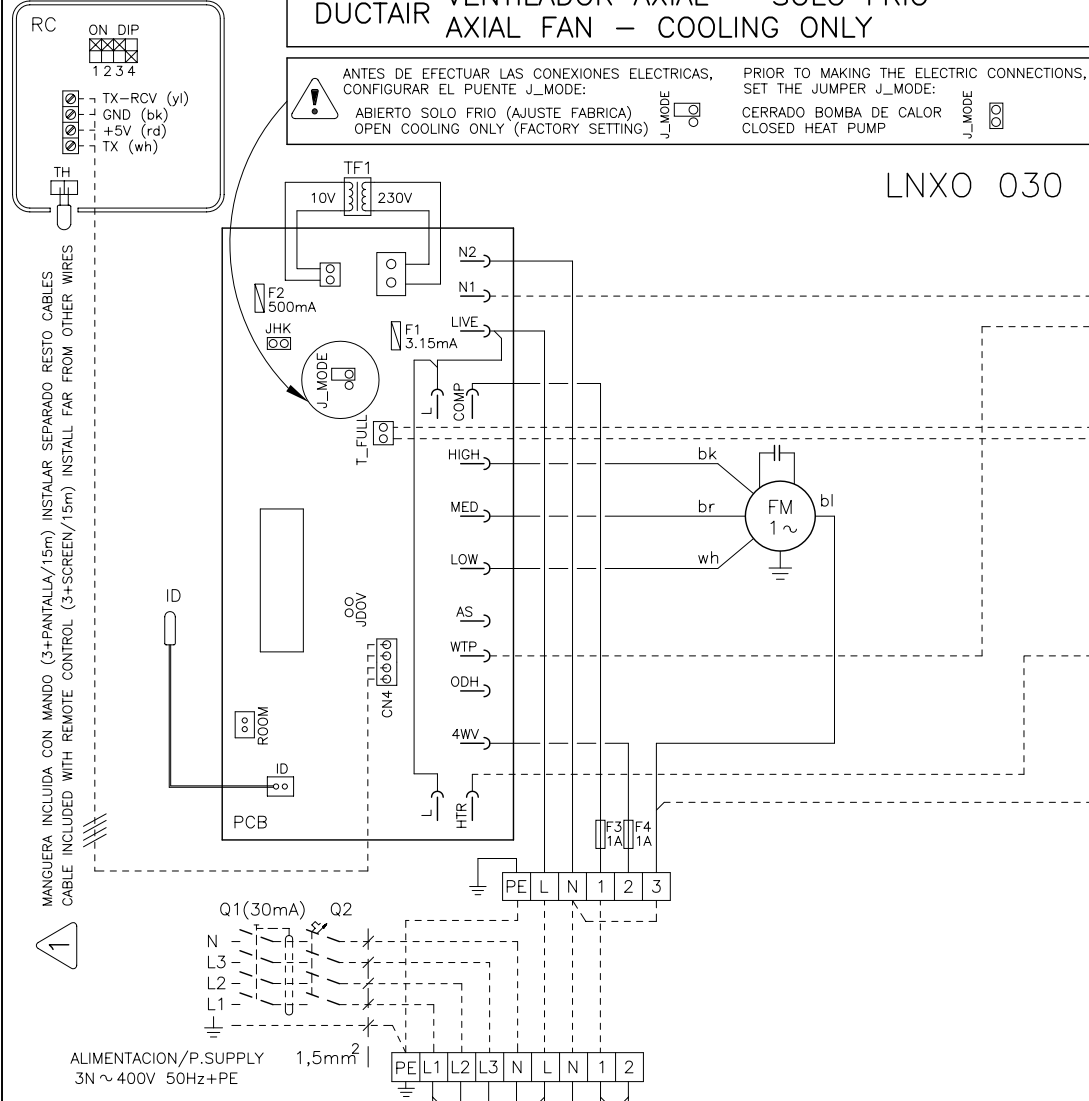 RC
ON DIP
1 2 3 4
TX-RCV (yl)
GND (bk)
+5V (rd)
TX (wh)
TH
DUCTAIR
AXIAL FAN – COOLING ONLY
ANTES DE EFECTUAR LAS CONEXIONES ELECTRICAS,
CONFIGURAR EL PUENTE J_MODE:
ABIERTO SOLO FRIO (AJUSTE FABRICA)
OPEN COOLING ONLY (FACTORY SETTING)
J_MODE
PRIOR TO MAKING THE ELECTRIC CONNECTIONS,
SET THE JUMPER J_MODE:
CERRADO BOMBA DE CALOR
CLOSED HEAT PUMP
J_MODE
LNXO 030
TF1
10V
230V
N2
N1
LIVE
F2
500mA
JHK
F1
3.15mA
J_MODE
L
COMP
T_FULL
HIGH
MED
LOW
AS
WTP
ODH
4WV
bk
br
wh
FM
1~
bl
ID
JDOV
CN4
ROOM
ID
L
HTR
PCB
F3
1A
F4
1A
MANGUERA INCLUIDA CON MANDO (3+PANTALLA/15m) INSTALAR SEPARADO RESTO CABLES
CABLE INCLUDED WITH REMOTE CONTROL (3+SCREEN/15m) INSTALL FAR FROM OTHER WIRES
1
PE L N 1 2 3
Q1(30mA) Q2
N
L3
L2
L1
ALIMENTACION/P.SUPPLY
3N~400V 50Hz+PE
1,5mm²
PE L1 L2 L3 N L N 1 2